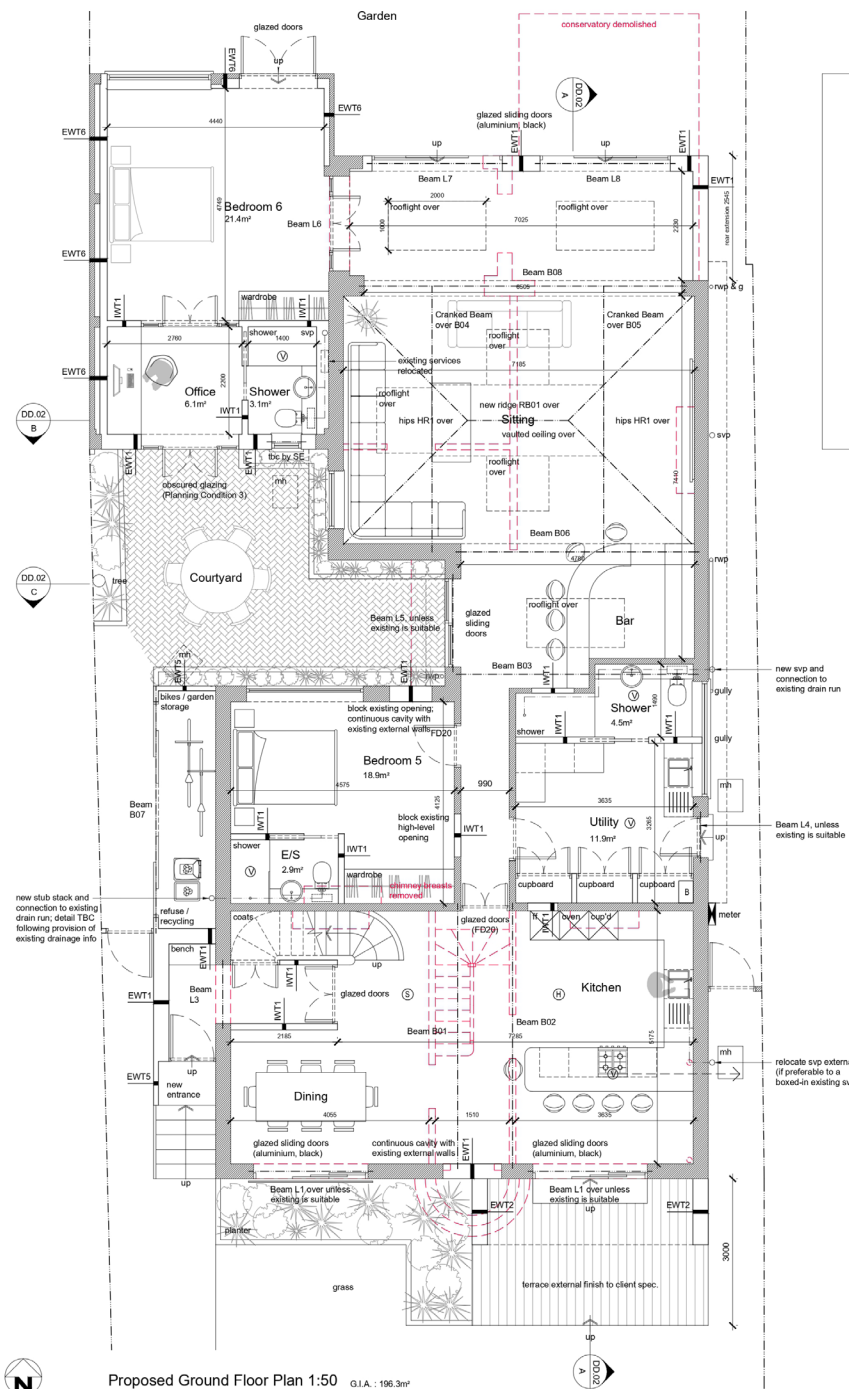 Garden
glazed doors
conservatory demolished
up
EWT6
DD.02
A
EWT6
4440
glazed sliding doors
(aluminium, black)
EWT1
EWT1
EWT6
up
up
Beam L7
Beam L8
EWT1
rear extension 2545
4749
Bedroom 6
21.4m²
2000
rooflight over
rooflight over
1000
Beam L6
7025
2230
EWT6
Beam B08
6505
rwp & g
wardrobe
IWT1
IWT1
Cranked Beam
over B04
Cranked Beam
over B05
shower
svp
V
2760
1400
rooflight
over
existing services
relocated
7185
EWT6
Office
6.1m²
2200
Shower
3.1m²
rooflight
over
new ridge RB01 over
DD.02
B
IWT1
hips HR1 over
Sitting
hips HR1 over
vaulted ceiling over
svp
EWT1
EWT1
tbc by SE
obscured glazing
(Planning Condition 3)
mh
rooflight
over
7440
Beam B06
4780
rwp
DD.02
C
tree
Courtyard
glazed
sliding
doors
rooflight over
Bar
Beam L5, unless
existing is suitable
mh
EWT5
EWT1
rwp
Beam B03
IWT1
new svp and
connection to
existing drain run
bikes / garden
storage
block existing opening;
continuous cavity with
existing external walls
FD20
V
gully
Shower
4.5m²
1490
shower
IWT1
IWT1
gully
Bedroom 5
18.9m²
4575
4125
990
mh
3635
Beam
B07
block existing
high-level
opening
IWT1
Utility
V
11.9m²
3265
Beam L4, unless
existing is suitable
up
IWT1
shower
E/S
2.9m²
V
IWT1
wardrobe
chimney breasts
removed
cupboard
cupboard
cupboard
B
new stub stack and
connection to existing
drain run; detail TBC
following provision of
existing drainage info
refuse /
recycling
coats
glazed doors
(FD20)
ff
oven
cup'd
IWT1
meter
bench
EWT1
up
IWT1
Beam
L3
EWT1
IWT1
glazed doors
S
H
Kitchen
Beam B01
Beam B02
2185
7285
5175
EWT5
up
new
entrance
mh
V
relocate svp externa
(if preferable to a
boxed-in existing sv
Dining
4055
1510
3635
glazed sliding doors
(aluminium, black)
continuous cavity with
existing external walls
EWT1
glazed sliding doors
(aluminium, black)
up
Beam L1 over unless
existing is suitable
Beam L1 over unless
existing is suitable
up
EWT2
EWT2
planter
3000
grass
terrace external finish to client spec.
up
N
Proposed Ground Floor Plan 1:50 G.I.A. : 196.3m²
A
DD.02